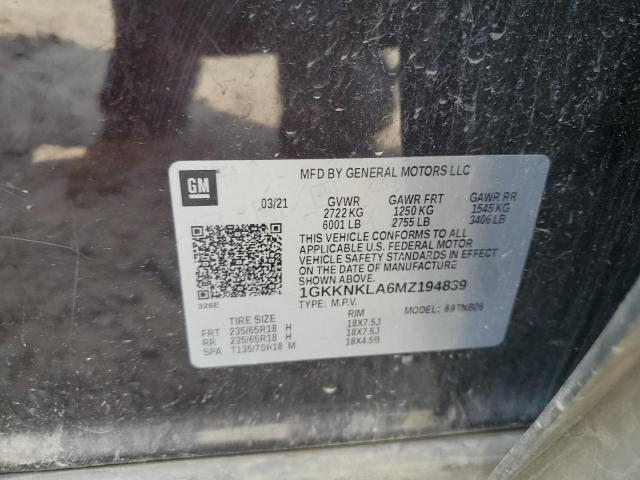 MFD BY GENERAL MOTORS LLC
GM
03/21
GVWR GAWR FRT GAWR RR
2722 KG 1250 KG 1545 KG
6001 LB 2755 LB 3406 LB
THIS VEHICLE CONFORMS TO ALL
APPLICABLE U.S. FEDERAL MOTOR
VEHICLE SAFETY STANDARDS IN EFFECT
ON THE DATE OF MANUFACTURE SHOWN ABOVE.
1GKKNKLA6MZ194839
326E
TYPE: M.P.V. MODEL: 69TNB26
TIRE SIZE RIM
FRT 235/65R18 H 18X7.5J
RR 235/65R18 H 18X7.5J
SPA T135/70R18 M 18X4.5B